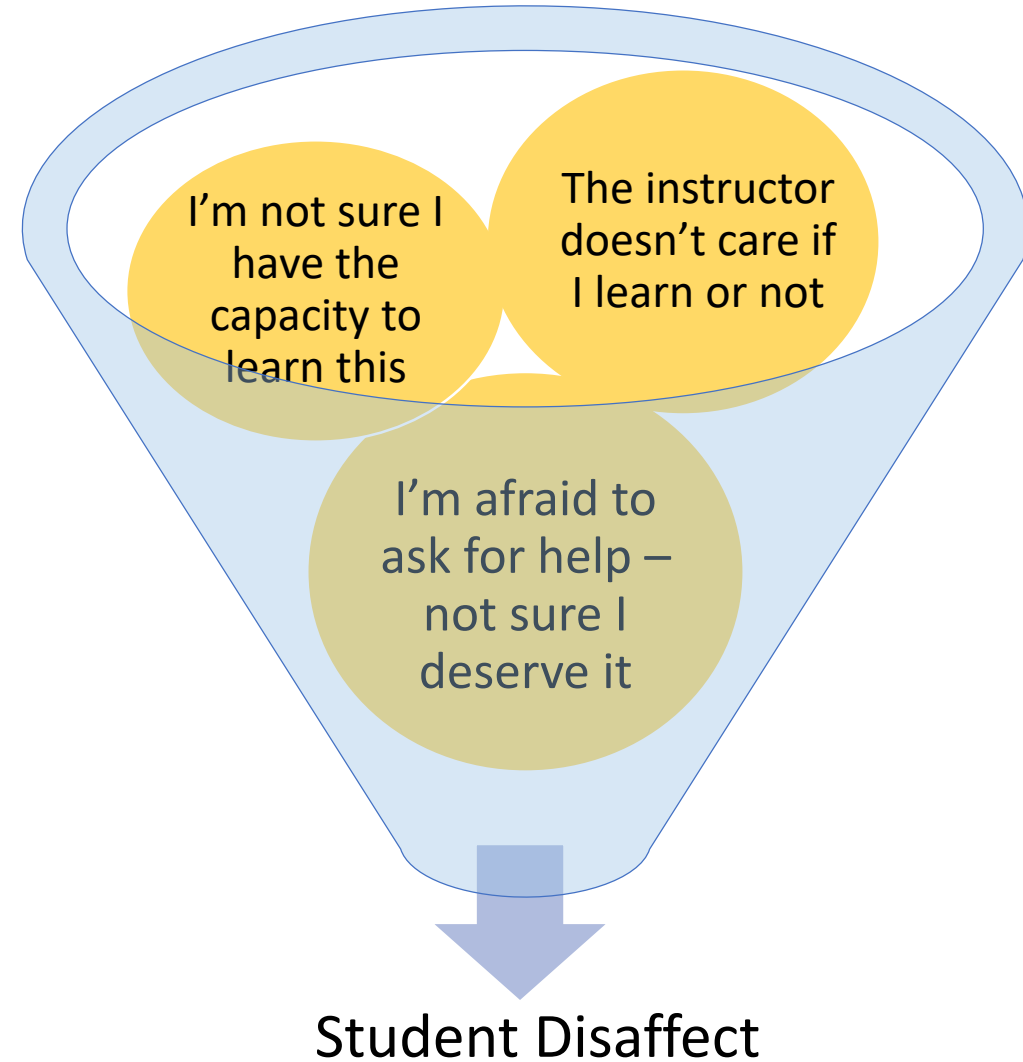 I’m not sure I
have the
capacity to
learn this
The instructor
doesn’t care if
I learn or not
I’m afraid to
ask for help –
not sure I
deserve it
Student Disaffect